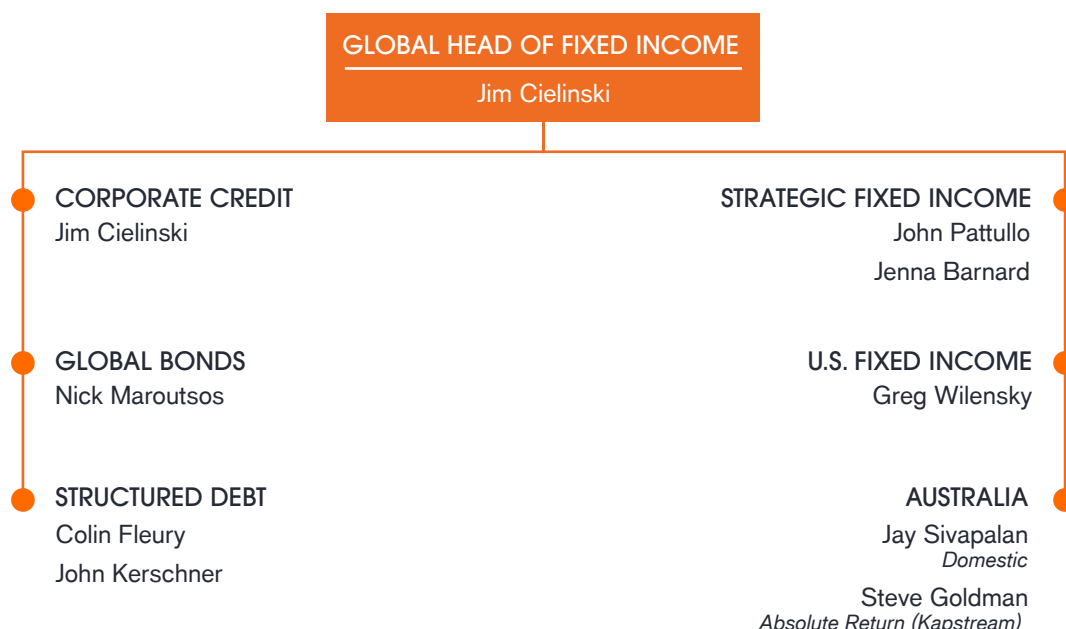 GLOBAL HEAD OF FIXED INCOME
Jim Cielinski
CORPORATE CREDIT
Jim Cielinski
GLOBAL BONDS
Nick Maroutsos
STRUCTURED DEBT
Colin Fleury
John Kerschner
STRATEGIC FIXED INCOME
John Pattullo
Jenna Barnard
U.S. FIXED INCOME
Greg Wilensky
AUSTRALIA
Jay Sivapalan
Domestic
Steve Goldman
Absolute Return (Kapstream)